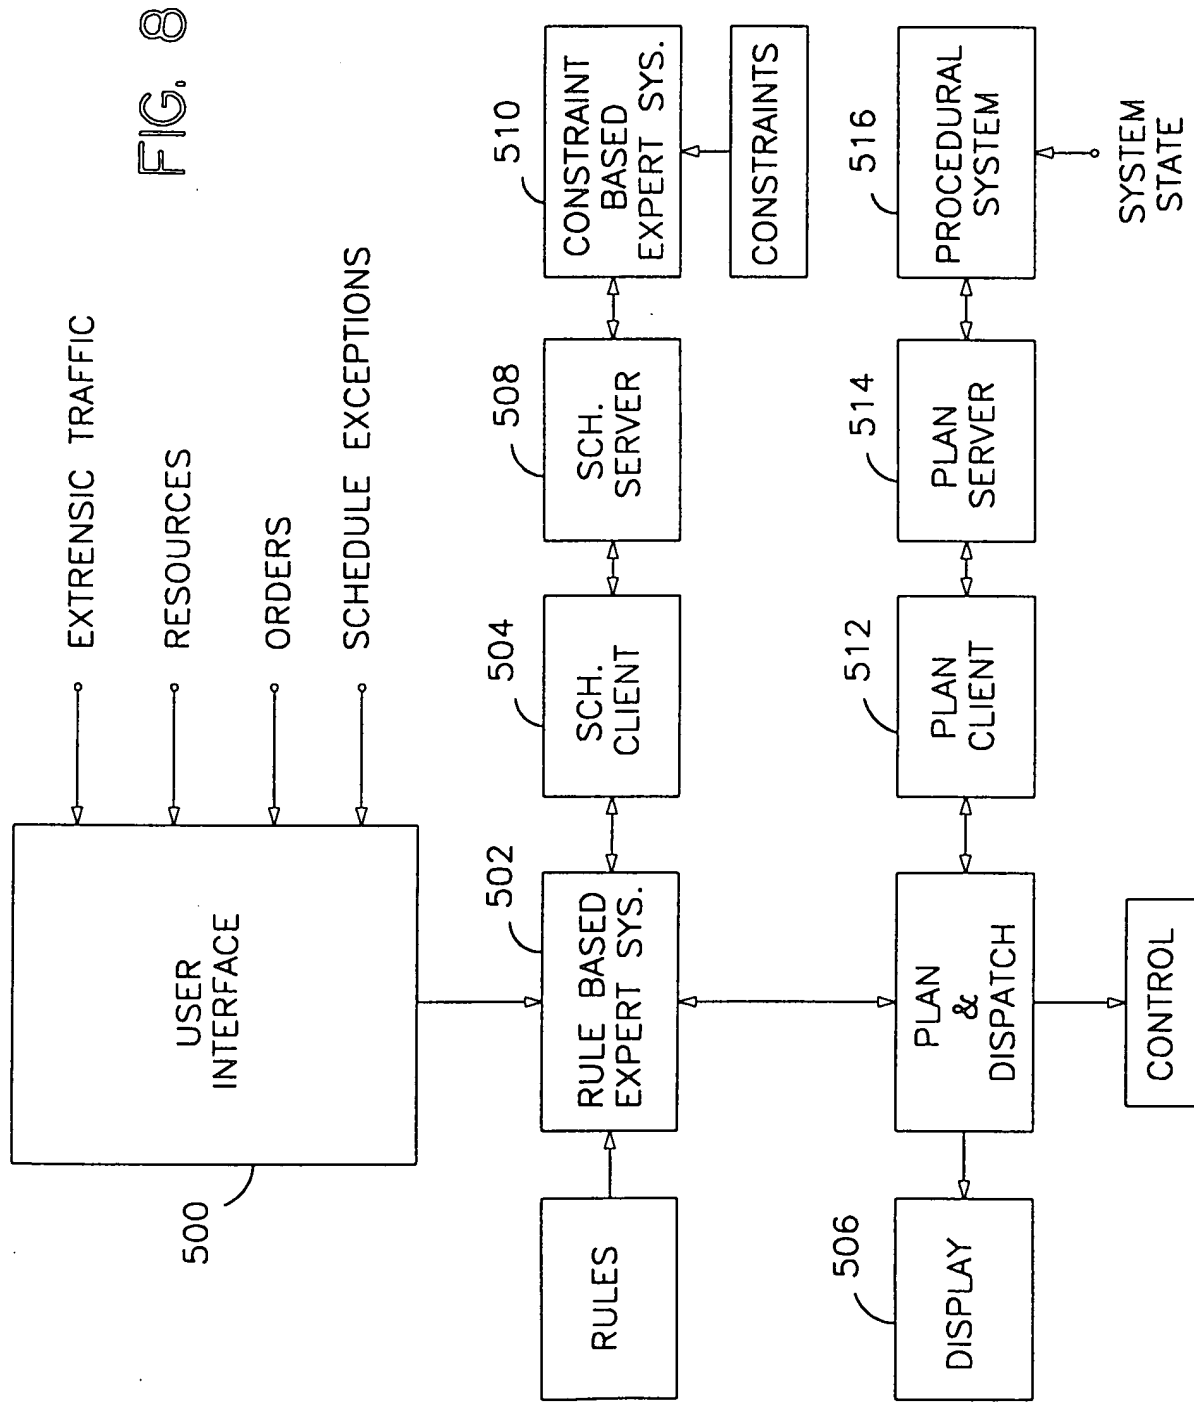 FIG. 8
EXTRENSIC TRAFFIC
RESOURCES
ORDERS
SCHEDULE EXCEPTIONS
USER
INTERFACE
500
RULES
502
RULE BASED
EXPERT SYS.
504
SCH.
CLIENT
508
SCH.
SERVER
510
CONSTRAINT
BASED
EXPERT SYS.
CONSTRAINTS
506
DISPLAY
PLAN
&
DISPATCH
CONTROL
512
PLAN
CLIENT
514
PLAN
SERVER
516
PROCEDURAL
SYSTEM
SYSTEM
STATE